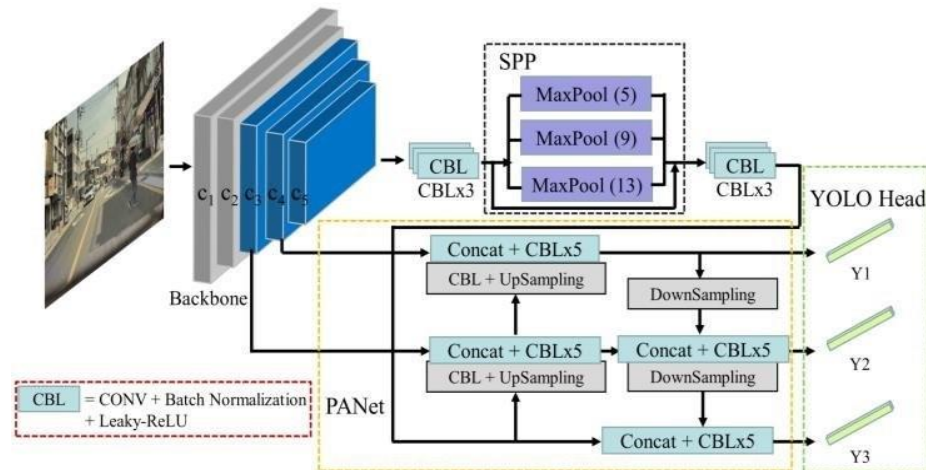 SPP
MaxPool (5)
MaxPool (9)
MaxPool (13)
CBL
CBLx3
CBL
CBLx3
c1 c2 c3 c4 c5
Backbone
YOLO Head
Concat + CBLx5
CBL + UpSampling
DownSampling
Y1
Concat + CBLx5
CBL + UpSampling
Concat + CBLx5
DownSampling
Y2
PANet
Concat + CBLx5
Y3
CBL = CONV + Batch Normalization
+ Leaky-ReLU